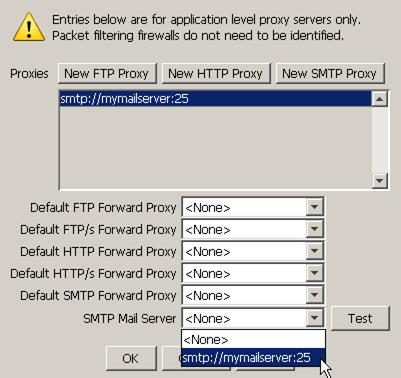 Entries below are for application level proxy servers only.
Packet filtering firewalls do not need to be identified.
Proxies New FTP Proxy New HTTP Proxy New SMTP Proxy
smtp://mymailserver:25
Default FTP Forward Proxy <None>
Default FTP/s Forward Proxy <None>
Default HTTP Forward Proxy <None>
Default HTTP/s Forward Proxy <None>
Default SMTP Forward Proxy <None>
SMTP Mail Server <None> Test
<None>
OK smtp://mymailserver:25